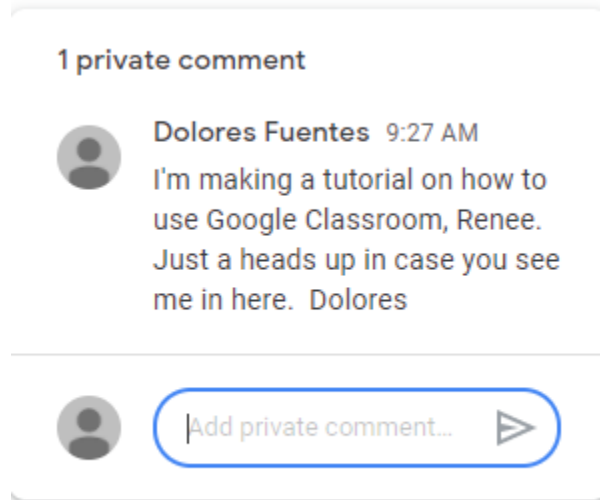 1 private comment
Dolores Fuentes 9:27 AM
I'm making a tutorial on how to
use Google Classroom, Renee.
Just a heads up in case you see
me in here.  Dolores
Add private comment...